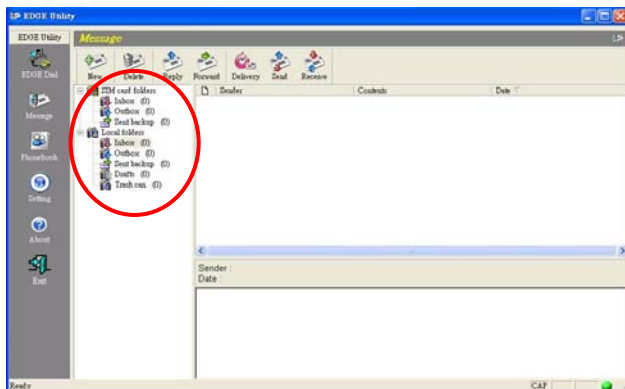 EDGE Utility
EDGE Utility
Message
EDGE Dial
Message
Phonebook
Setting
About
Exit
New Delete Reply Forward Delivery Send Receive
SIM card folders
Inbox (0)
Outbox (0)
Sent backup (0)
Local folders
Inbox (0)
Outbox (0)
Sent backup (0)
Drafts (0)
Trash can (0)
Sender Contents Date
Sender :
Date :
Ready CAP